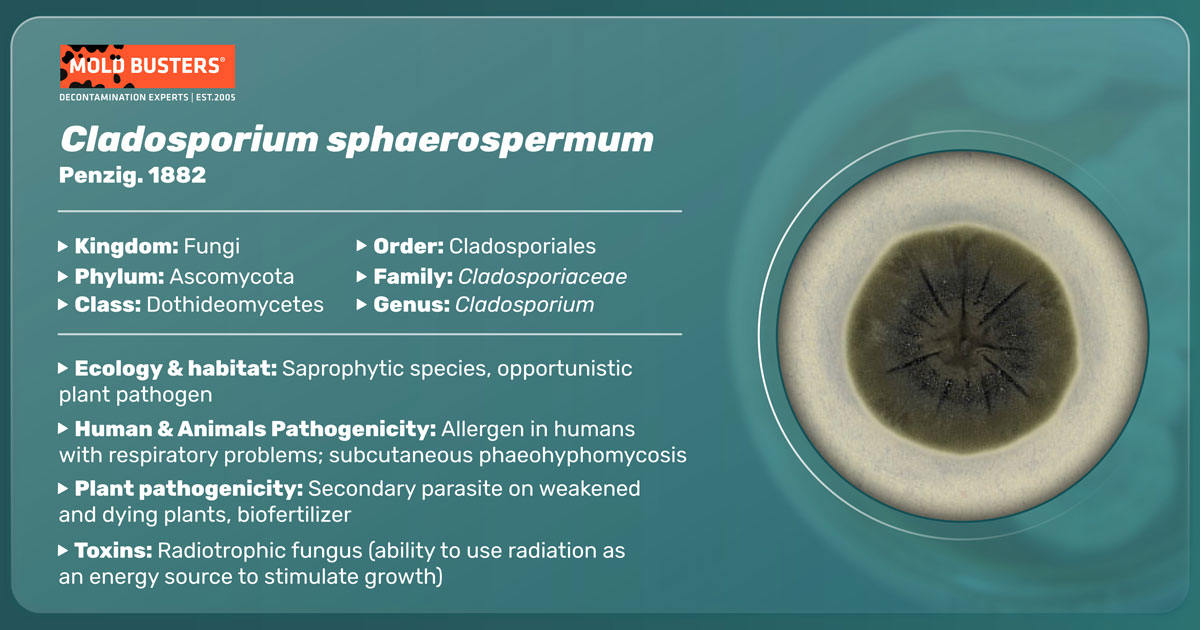 MOLD BUSTERS®
DECONTAMINATION EXPERTS | EST.2005
Cladosporium sphaerospermum
Penzig. 1882
Kingdom: Fungi
Phylum: Ascomycota
Class: Dothideomycetes
Order: Cladosporiales
Family: Cladosporiaceae
Genus: Cladosporium
Ecology & habitat: Saprophytic species, opportunistic
plant pathogen
Human & Animals Pathogenicity: Allergen in humans
with respiratory problems; subcutaneous phaeohyphomycosis
Plant pathogenicity: Secondary parasite on weakened
and dying plants, biofertilizer
Toxins: Radiotrophic fungus (ability to use radiation as
an energy source to stimulate growth)